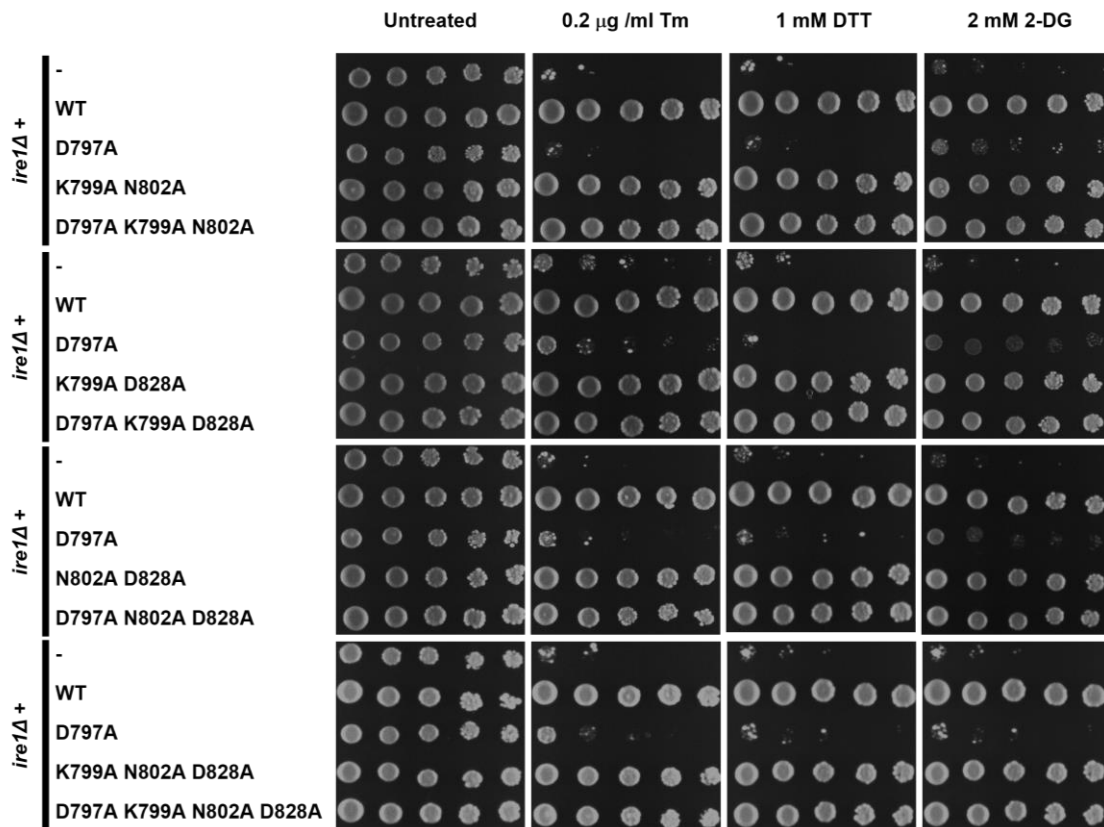 Untreated 0.2 μg /ml Tm 1 mM DTT 2 mM 2-DG
ire1Δ +
-
WT
D797A
K799A N802A
D797A K799A N802A
ire1Δ +
-
WT
D797A
K799A D828A
D797A K799A D828A
ire1Δ +
-
WT
D797A
N802A D828A
D797A N802A D828A
ire1Δ +
-
WT
D797A
K799A N802A D828A
D797A K799A N802A D828A